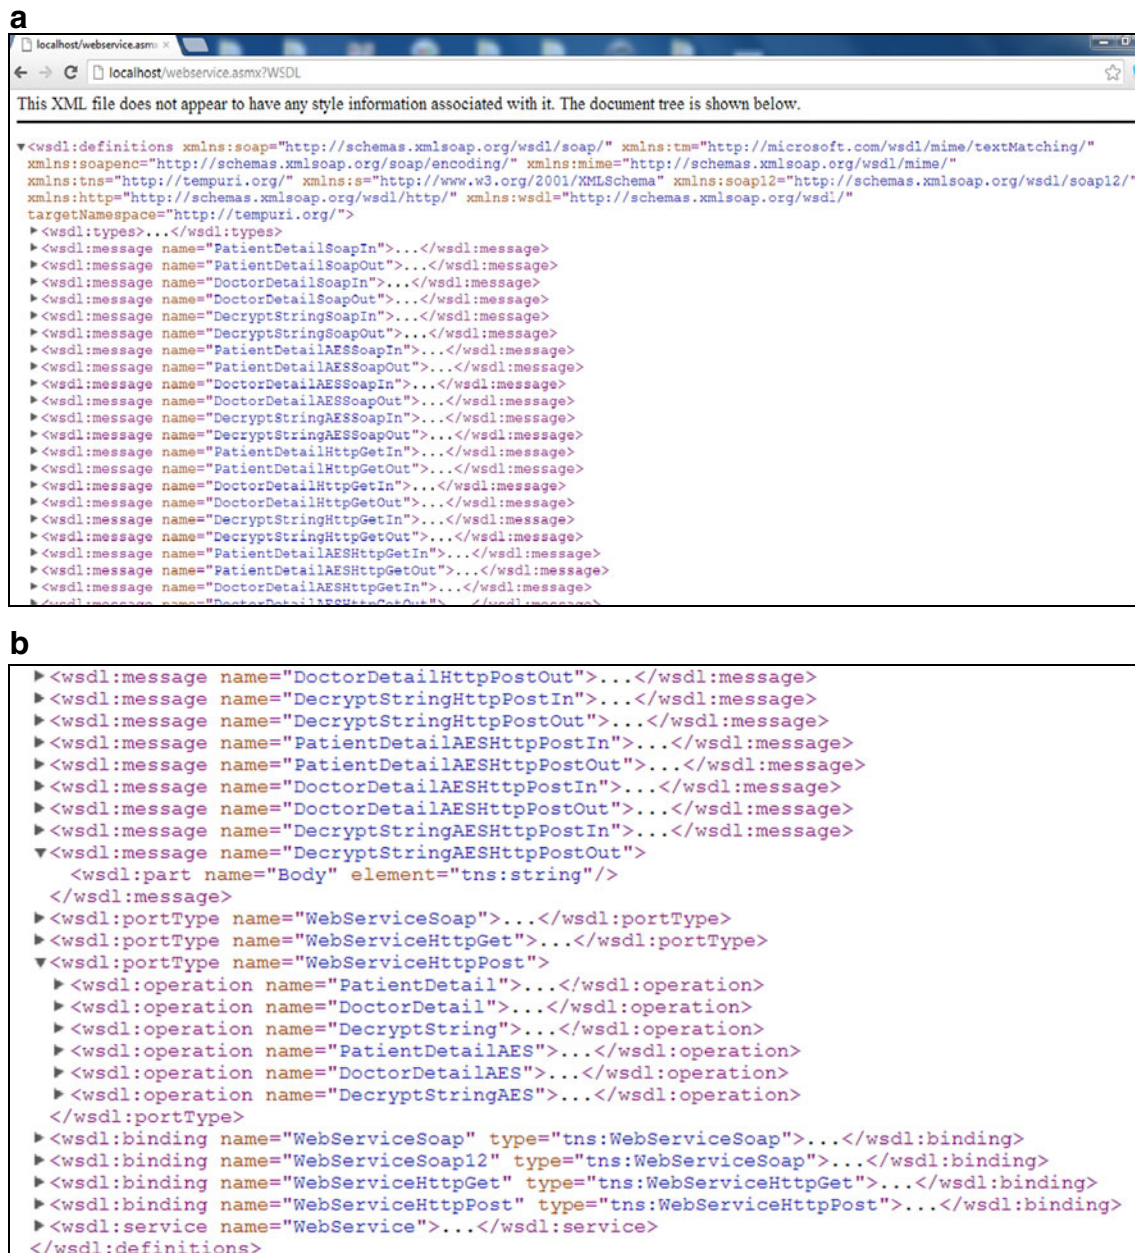 a
localhost/webservice.asm ×
localhost/webservice.asmx?WSDL
This XML file does not appear to have any style information associated with it. The document tree is shown below.
▼<wsdl:definitions xmlns:soap="http://schemas.xmlsoap.org/wsdl/soap/" xmlns:tm="http://microsoft.com/wsdl/mime/textMatching/"
xmlns:soapenc="http://schemas.xmlsoap.org/soap/encoding/" xmlns:mime="http://schemas.xmlsoap.org/wsdl/mime/"
xmlns:tns="http://tempuri.org/" xmlns:s="http://www.w3.org/2001/XMLSchema" xmlns:soap12="http://schemas.xmlsoap.org/wsdl/soap12/"
xmlns:http="http://schemas.xmlsoap.org/wsdl/http/" xmlns:wsdl="http://schemas.xmlsoap.org/wsdl/"
targetNamespace="http://tempuri.org/">
▶<wsdl:types>...</wsdl:types>
▶<wsdl:message name="PatientDetailSoapIn">...</wsdl:message>
▶<wsdl:message name="PatientDetailSoapOut">...</wsdl:message>
▶<wsdl:message name="DoctorDetailSoapIn">...</wsdl:message>
▶<wsdl:message name="DoctorDetailSoapOut">...</wsdl:message>
▶<wsdl:message name="DecryptStringSoapIn">...</wsdl:message>
▶<wsdl:message name="DecryptStringSoapOut">...</wsdl:message>
▶<wsdl:message name="PatientDetailAESSoapIn">...</wsdl:message>
▶<wsdl:message name="PatientDetailAESSoapOut">...</wsdl:message>
▶<wsdl:message name="DoctorDetailAESSoapIn">...</wsdl:message>
▶<wsdl:message name="DoctorDetailAESSoapOut">...</wsdl:message>
▶<wsdl:message name="DecryptStringAESSoapIn">...</wsdl:message>
▶<wsdl:message name="DecryptStringAESSoapOut">...</wsdl:message>
▶<wsdl:message name="PatientDetailHttpGetIn">...</wsdl:message>
▶<wsdl:message name="PatientDetailHttpGetOut">...</wsdl:message>
▶<wsdl:message name="DoctorDetailHttpGetIn">...</wsdl:message>
▶<wsdl:message name="DoctorDetailHttpGetOut">...</wsdl:message>
▶<wsdl:message name="DecryptStringHttpGetIn">...</wsdl:message>
▶<wsdl:message name="DecryptStringHttpGetOut">...</wsdl:message>
▶<wsdl:message name="PatientDetailAESHttpGetIn">...</wsdl:message>
▶<wsdl:message name="PatientDetailAESHttpGetOut">...</wsdl:message>
▶<wsdl:message name="DoctorDetailAESHttpGetIn">...</wsdl:message>
▶<wsdl:message name="DoctorDetailAESHttpGetOut">...</wsdl:message>
b
▶<wsdl:message name="DoctorDetailHttpPostOut">...</wsdl:message>
▶<wsdl:message name="DecryptStringHttpPostIn">...</wsdl:message>
▶<wsdl:message name="DecryptStringHttpPostOut">...</wsdl:message>
▶<wsdl:message name="PatientDetailAESHttpPostIn">...</wsdl:message>
▶<wsdl:message name="PatientDetailAESHttpPostOut">...</wsdl:message>
▶<wsdl:message name="DoctorDetailAESHttpPostIn">...</wsdl:message>
▶<wsdl:message name="DoctorDetailAESHttpPostOut">...</wsdl:message>
▶<wsdl:message name="DecryptStringAESHttpPostIn">...</wsdl:message>
▼<wsdl:message name="DecryptStringAESHttpPostOut">
<wsdl:part name="Body" element="tns:string"/>
</wsdl:message>
▶<wsdl:portType name="WebServiceSoap">...</wsdl:portType>
▶<wsdl:portType name="WebServiceHttpGet">...</wsdl:portType>
▼<wsdl:portType name="WebServiceHttpPost">
▶<wsdl:operation name="PatientDetail">...</wsdl:operation>
▶<wsdl:operation name="DoctorDetail">...</wsdl:operation>
▶<wsdl:operation name="DecryptString">...</wsdl:operation>
▶<wsdl:operation name="PatientDetailAES">...</wsdl:operation>
▶<wsdl:operation name="DoctorDetailAES">...</wsdl:operation>
▶<wsdl:operation name="DecryptStringAES">...</wsdl:operation>
</wsdl:portType>
▶<wsdl:binding name="WebServiceSoap" type="tns:WebServiceSoap">...</wsdl:binding>
▶<wsdl:binding name="WebServiceSoap12" type="tns:WebServiceSoap">...</wsdl:binding>
▶<wsdl:binding name="WebServiceHttpGet" type="tns:WebServiceHttpGet">...</wsdl:binding>
▶<wsdl:binding name="WebServiceHttpPost" type="tns:WebServiceHttpPost">...</wsdl:binding>
▶<wsdl:service name="WebService">...</wsdl:service>
</wsdl:definitions>